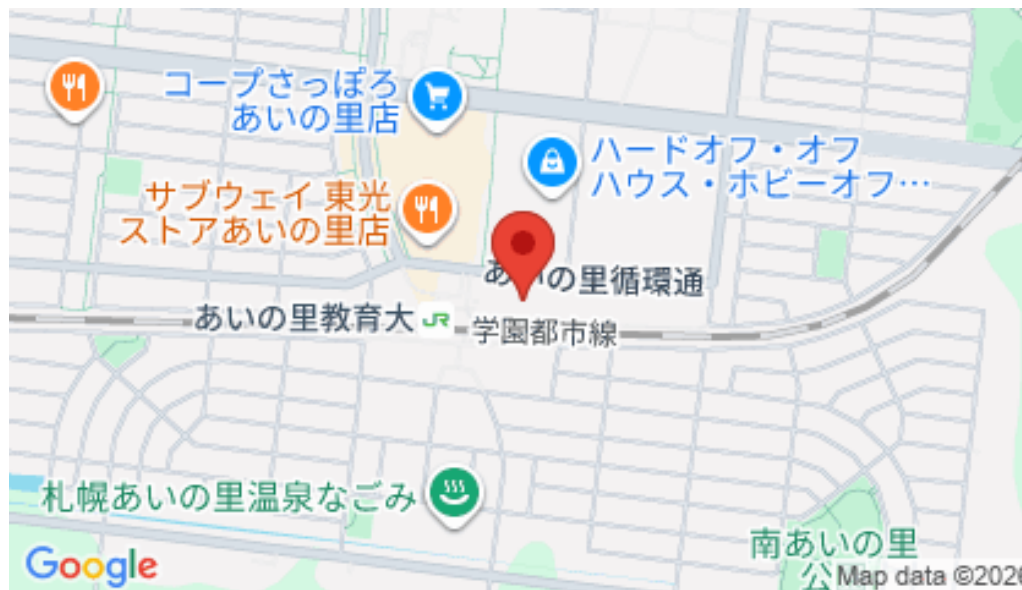 コープさっぽろ
あいの里店
ハードオフ・オフ
ハウス・ホビーオフ…
サブウェイ 東光
ストアあいの里店
あいの里循環通
あいの里教育大 JR
学園都市線
札幌あいの里温泉なごみ
南あいの里
公
Google
Map data ©2026